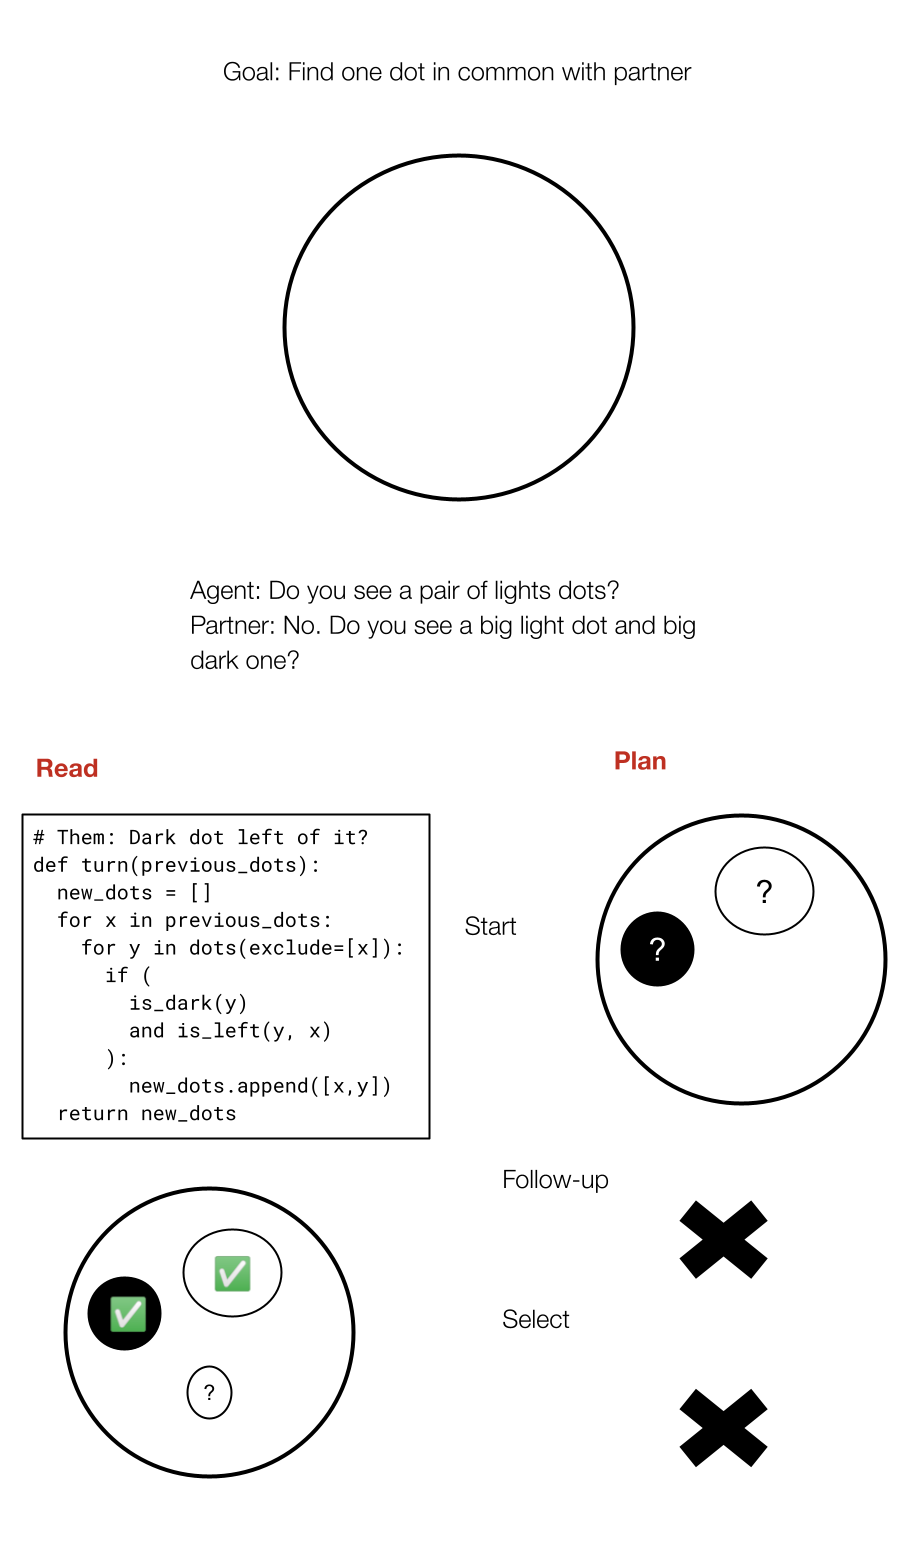 Goal: Find one dot in common with partner
Agent: Do you see a pair of lights dots?
Partner: No. Do you see a big light dot and big
dark one?
Read
# Them: Dark dot left of it?
def turn(previous_dots):
  new_dots = []
  for x in previous_dots:
    for y in dots(exclude=[x]):
      if (
        is_dark(y)
        and is_left(y, x)
      ):
        new_dots.append([x,y])
  return new_dots
?
Plan
Start
?
?
Follow-up
Select